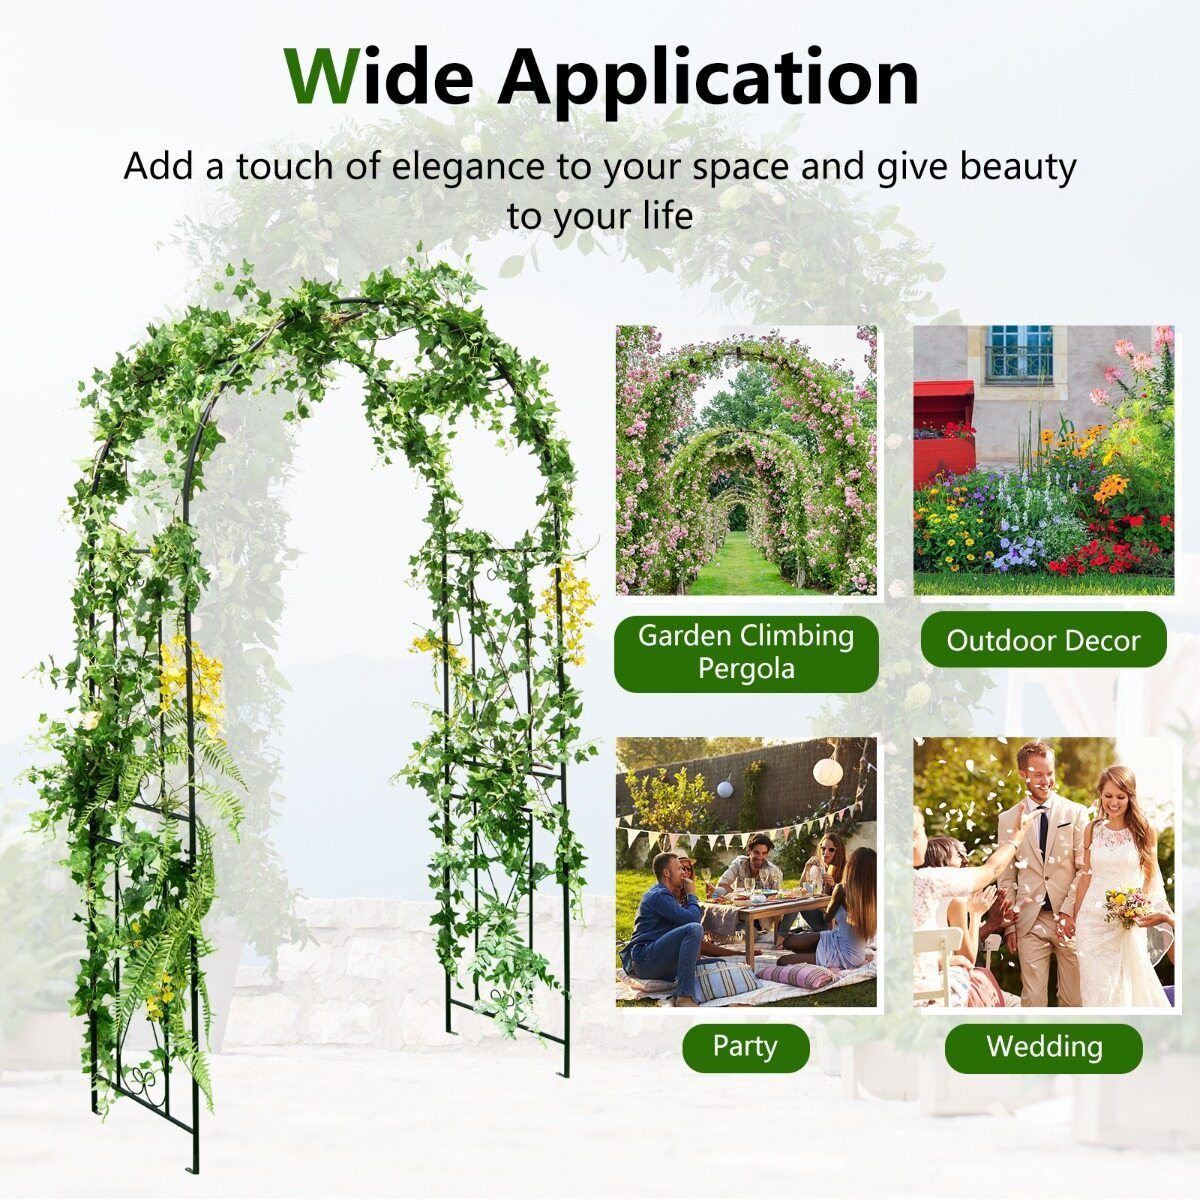 Wide Application
Add a touch of elegance to your space and give beauty
to your life
Garden Climbing
Pergola
Outdoor Decor
Party
Wedding